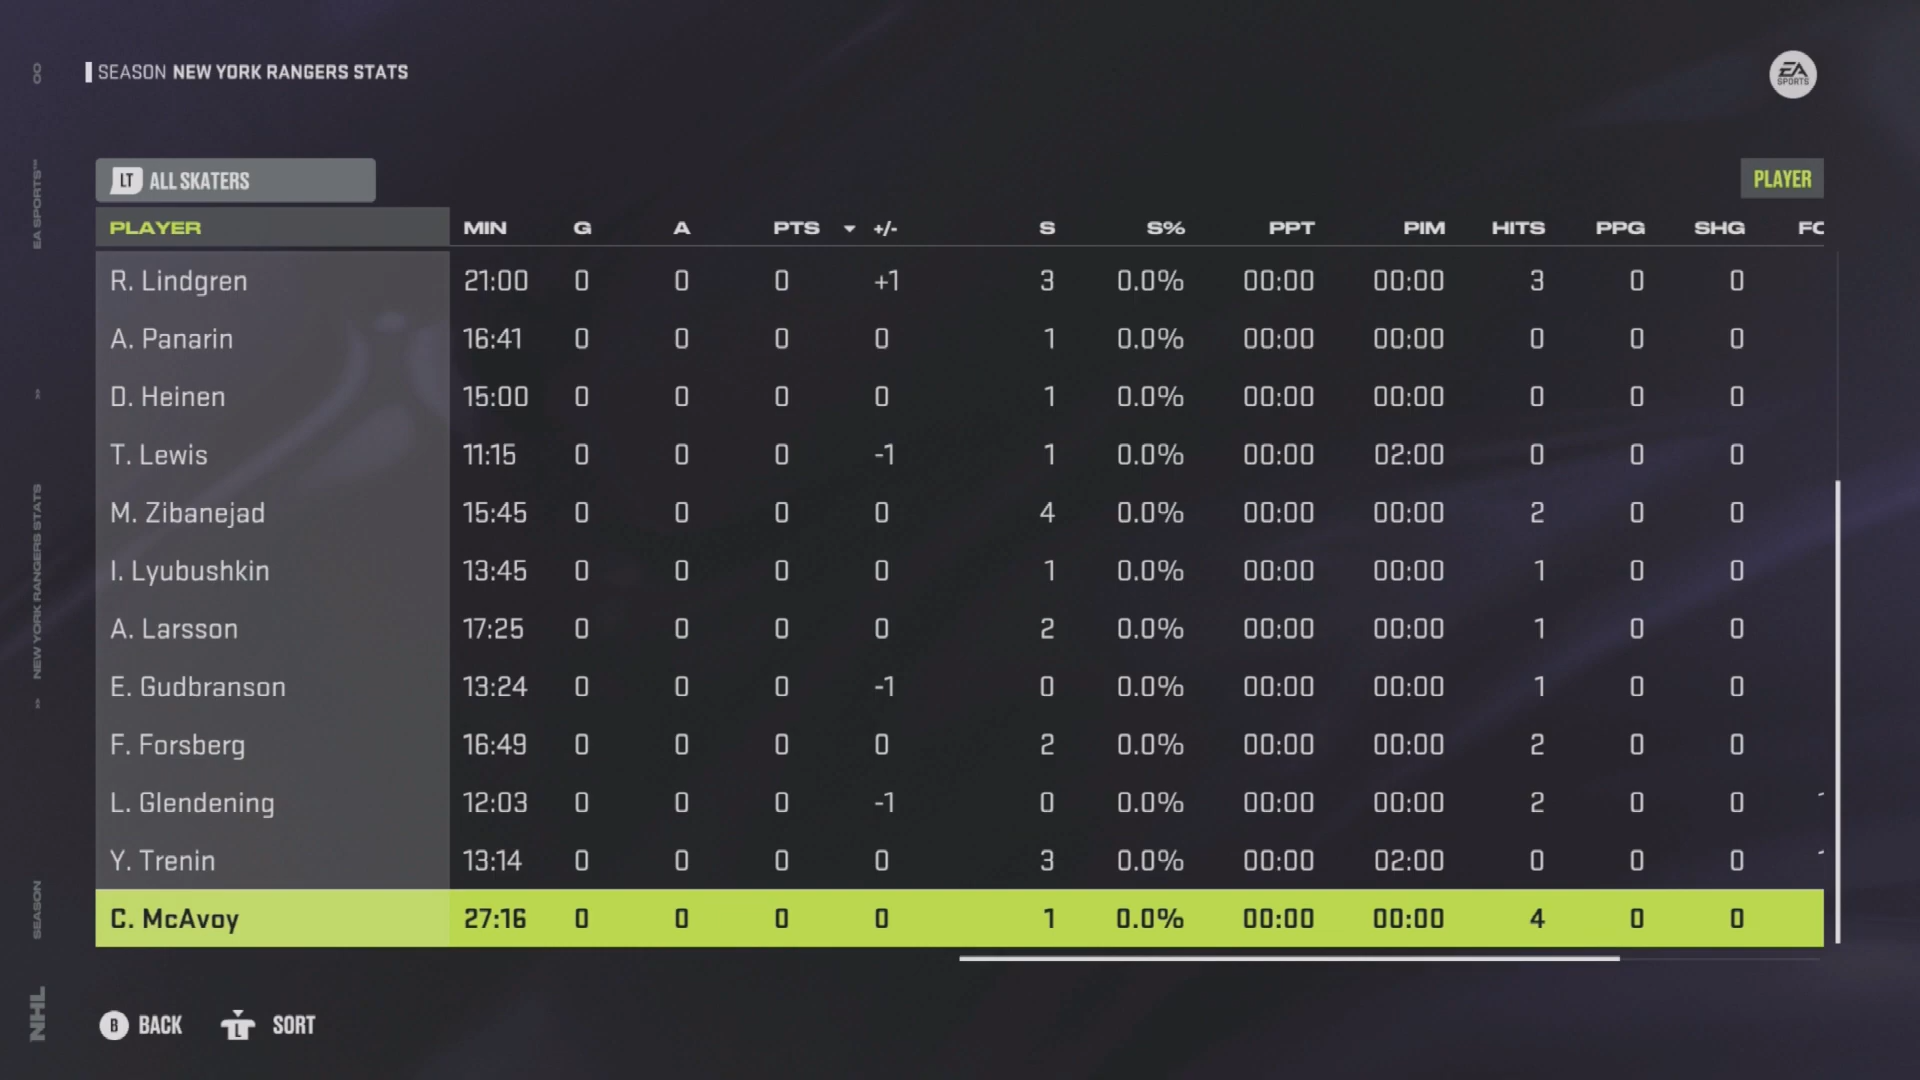 SEASON NEW YORK RANGERS STATS
EA SPORTS
LT ALL SKATERS
PLAYER
PLAYER MIN G A PTS +/- S S% PPT PIM HITS PPG SHG
R. Lindgren 21:00 0 0 0 +1 3 0.0% 00:00 00:00 3 0 0
A. Panarin 16:41 0 0 0 0 1 0.0% 00:00 00:00 0 0 0
D. Heinen 15:00 0 0 0 0 1 0.0% 00:00 00:00 0 0 0
T. Lewis 11:15 0 0 0 -1 1 0.0% 00:00 02:00 0 0 0
M. Zibanejad 15:45 0 0 0 0 4 0.0% 00:00 00:00 2 0 0
I. Lyubushkin 13:45 0 0 0 0 1 0.0% 00:00 00:00 1 0 0
A. Larsson 17:25 0 0 0 0 2 0.0% 00:00 00:00 1 0 0
E. Gudbranson 13:24 0 0 0 -1 0 0.0% 00:00 00:00 1 0 0
F. Forsberg 16:49 0 0 0 0 2 0.0% 00:00 00:00 2 0 0
L. Glendening 12:03 0 0 0 -1 0 0.0% 00:00 00:00 2 0 0
Y. Trenin 13:14 0 0 0 0 3 0.0% 00:00 02:00 0 0 0
C. McAvoy 27:16 0 0 0 0 1 0.0% 00:00 00:00 4 0 0
B BACK L SORT
NHL SEASON » NEW YORK RANGERS STATS » EA SPORTS™